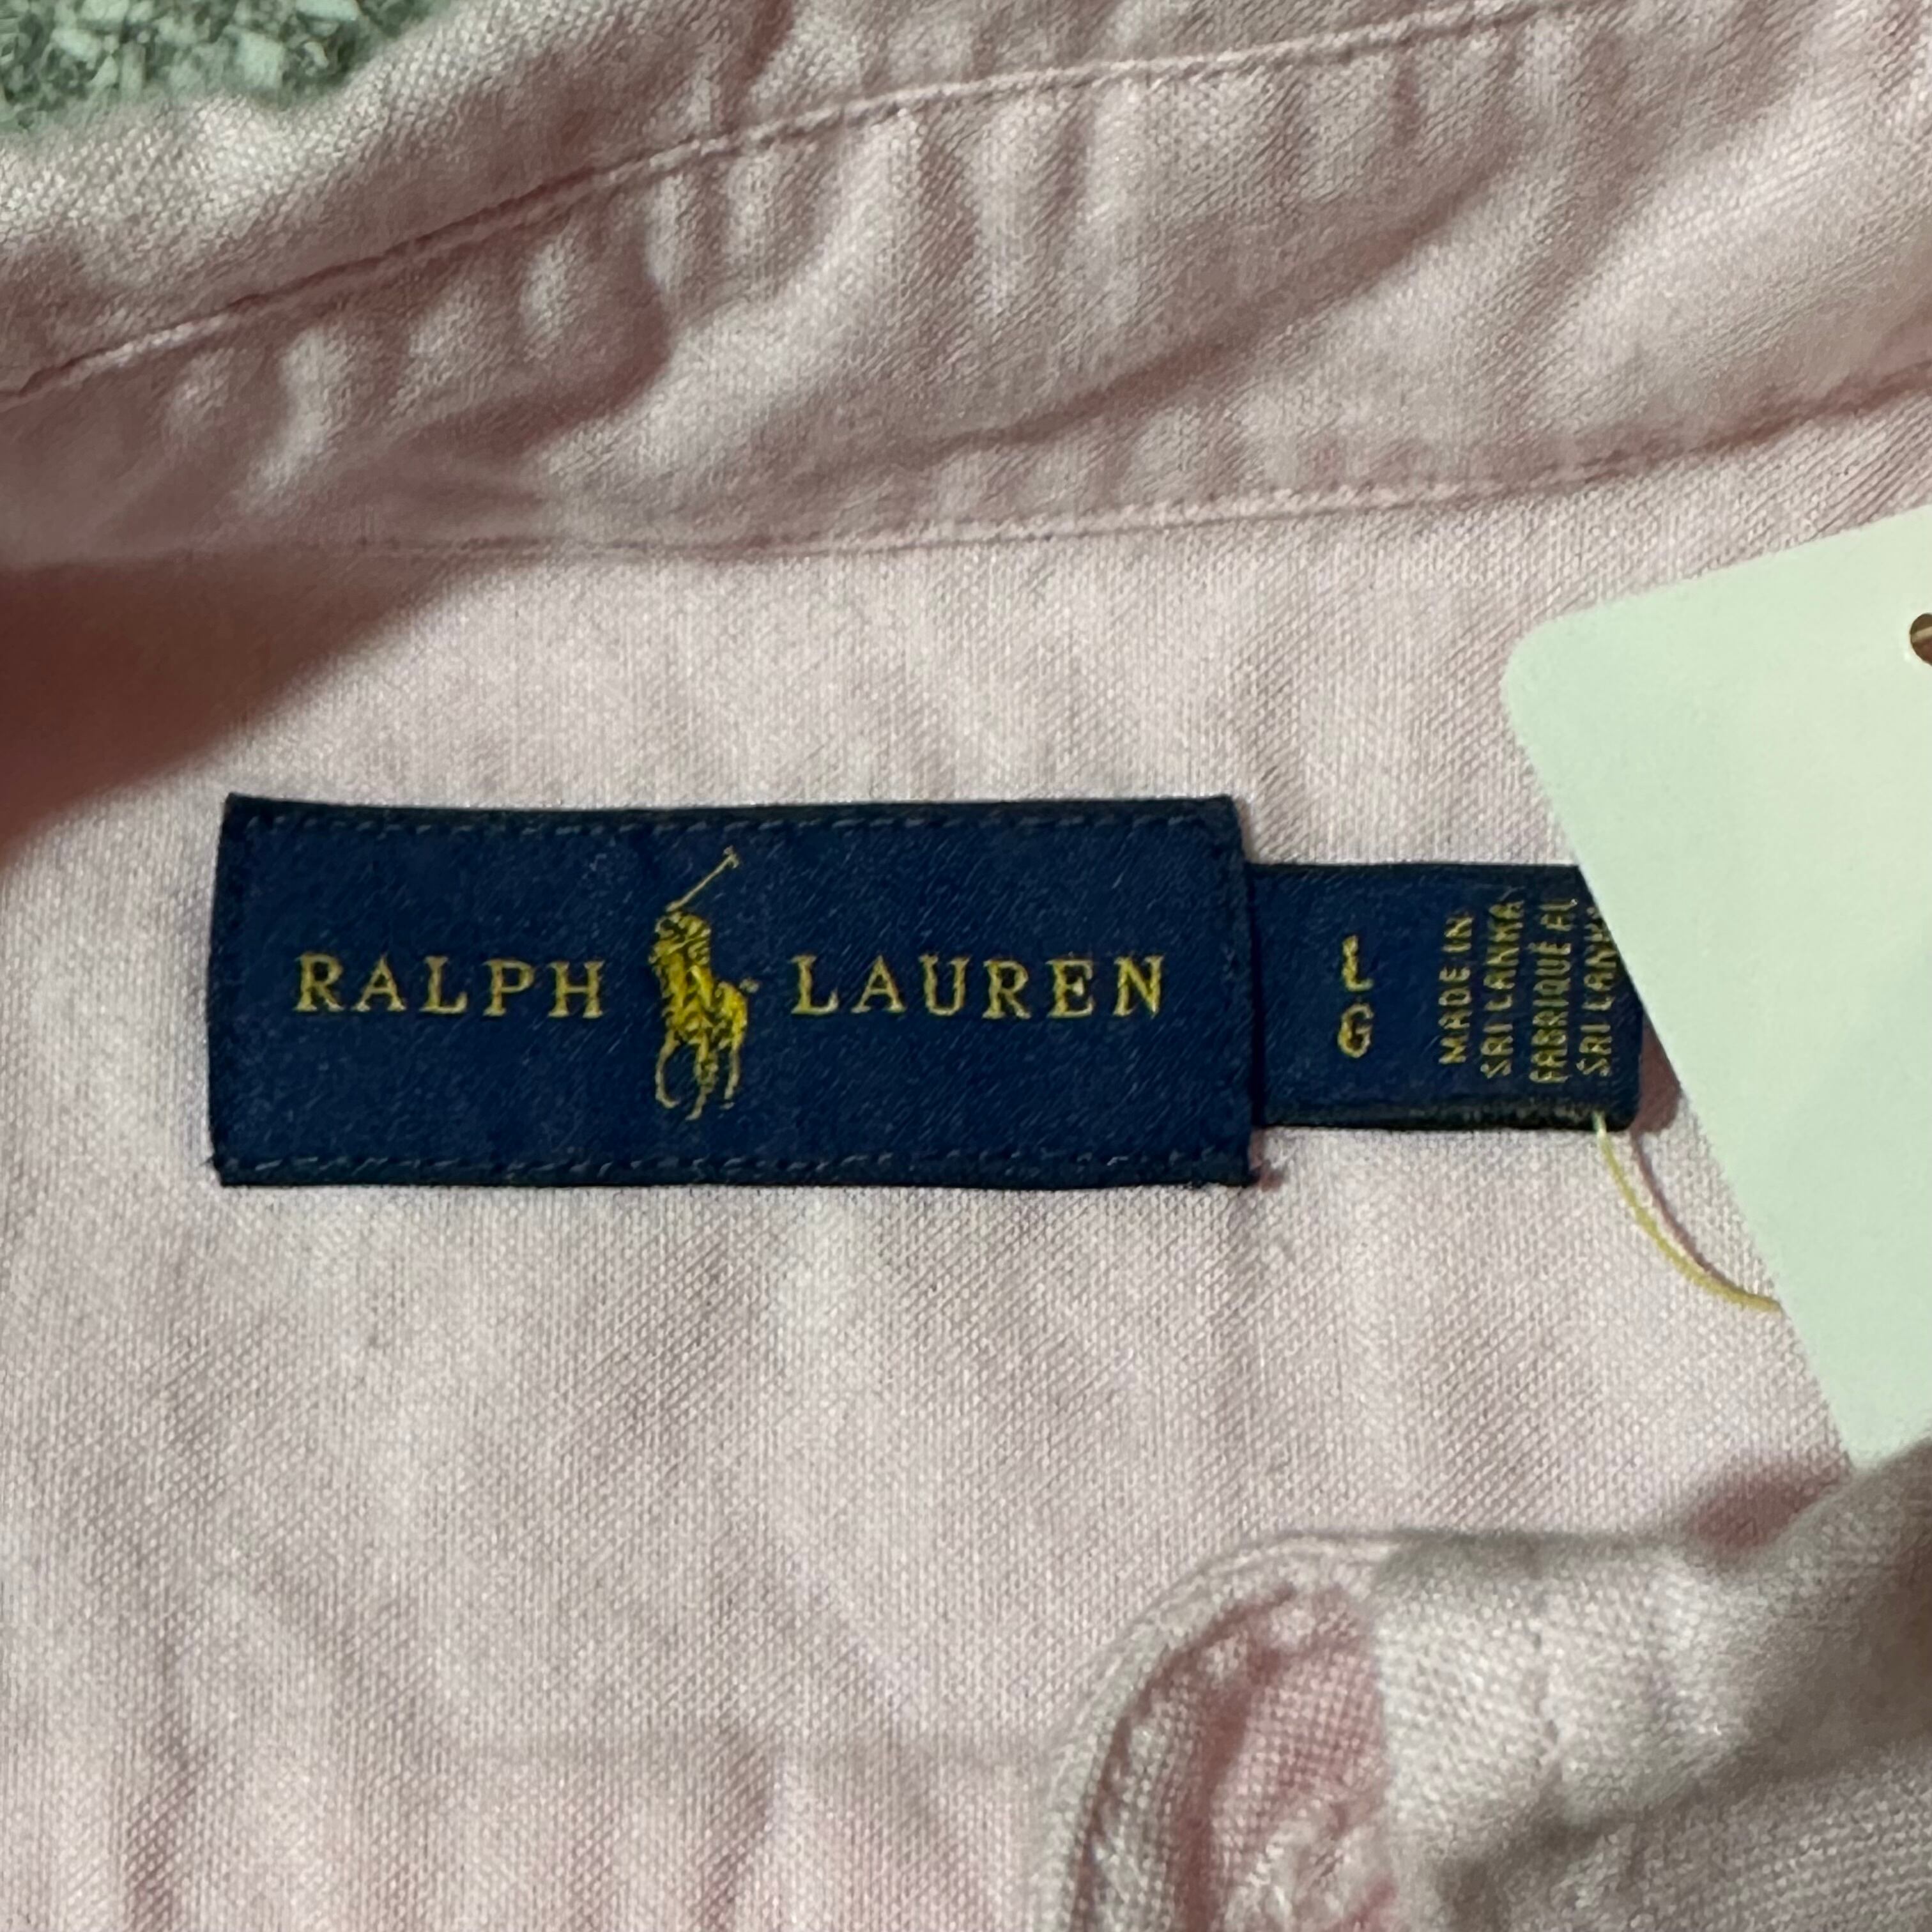 RALPH LAUREN
L
G
MADE IN
SRI LANKA
FABRIQUÉ AU
SRI LANKA